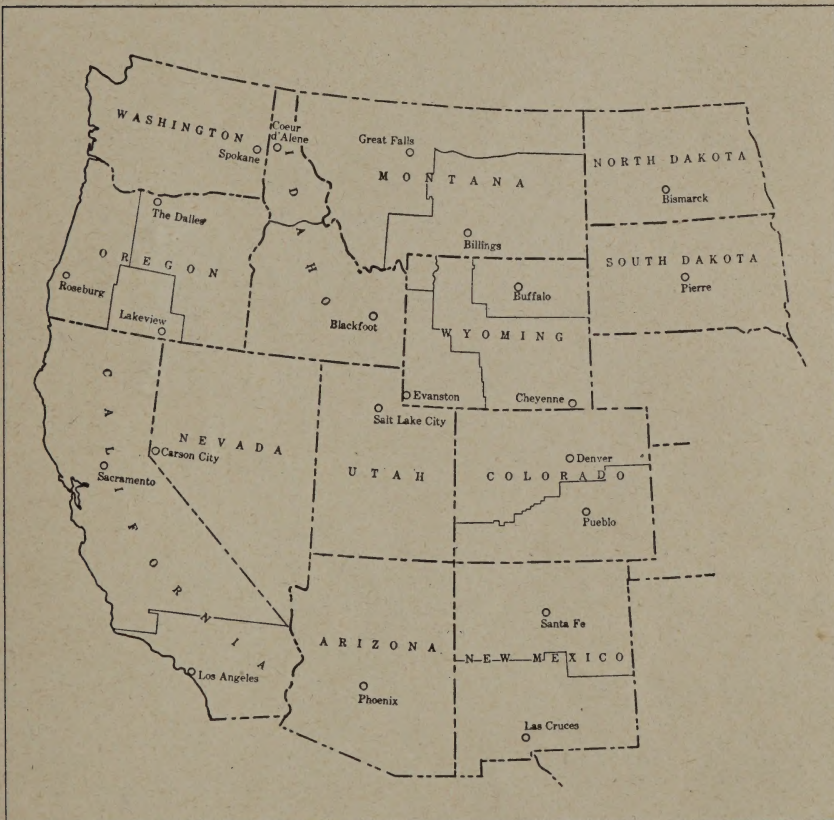 WASHINGTON
Spokane
Coeur
d'Alene
IDAHO
Great Falls
MONTANA
Billings
NORTH DAKOTA
Bismarck
The Dalles
OREGON
Roseburg
Lakeview
Blackfoot
SOUTH DAKOTA
Pierre
Buffalo
WYOMING
Evanston
Cheyenne
CALIFORNIA
Sacramento
NEVADA
Carson City
Salt Lake City
UTAH
Denver
COLORADO
Pueblo
Los Angeles
ARIZONA
Phoenix
Santa Fe
NEW MEXICO
Las Cruces